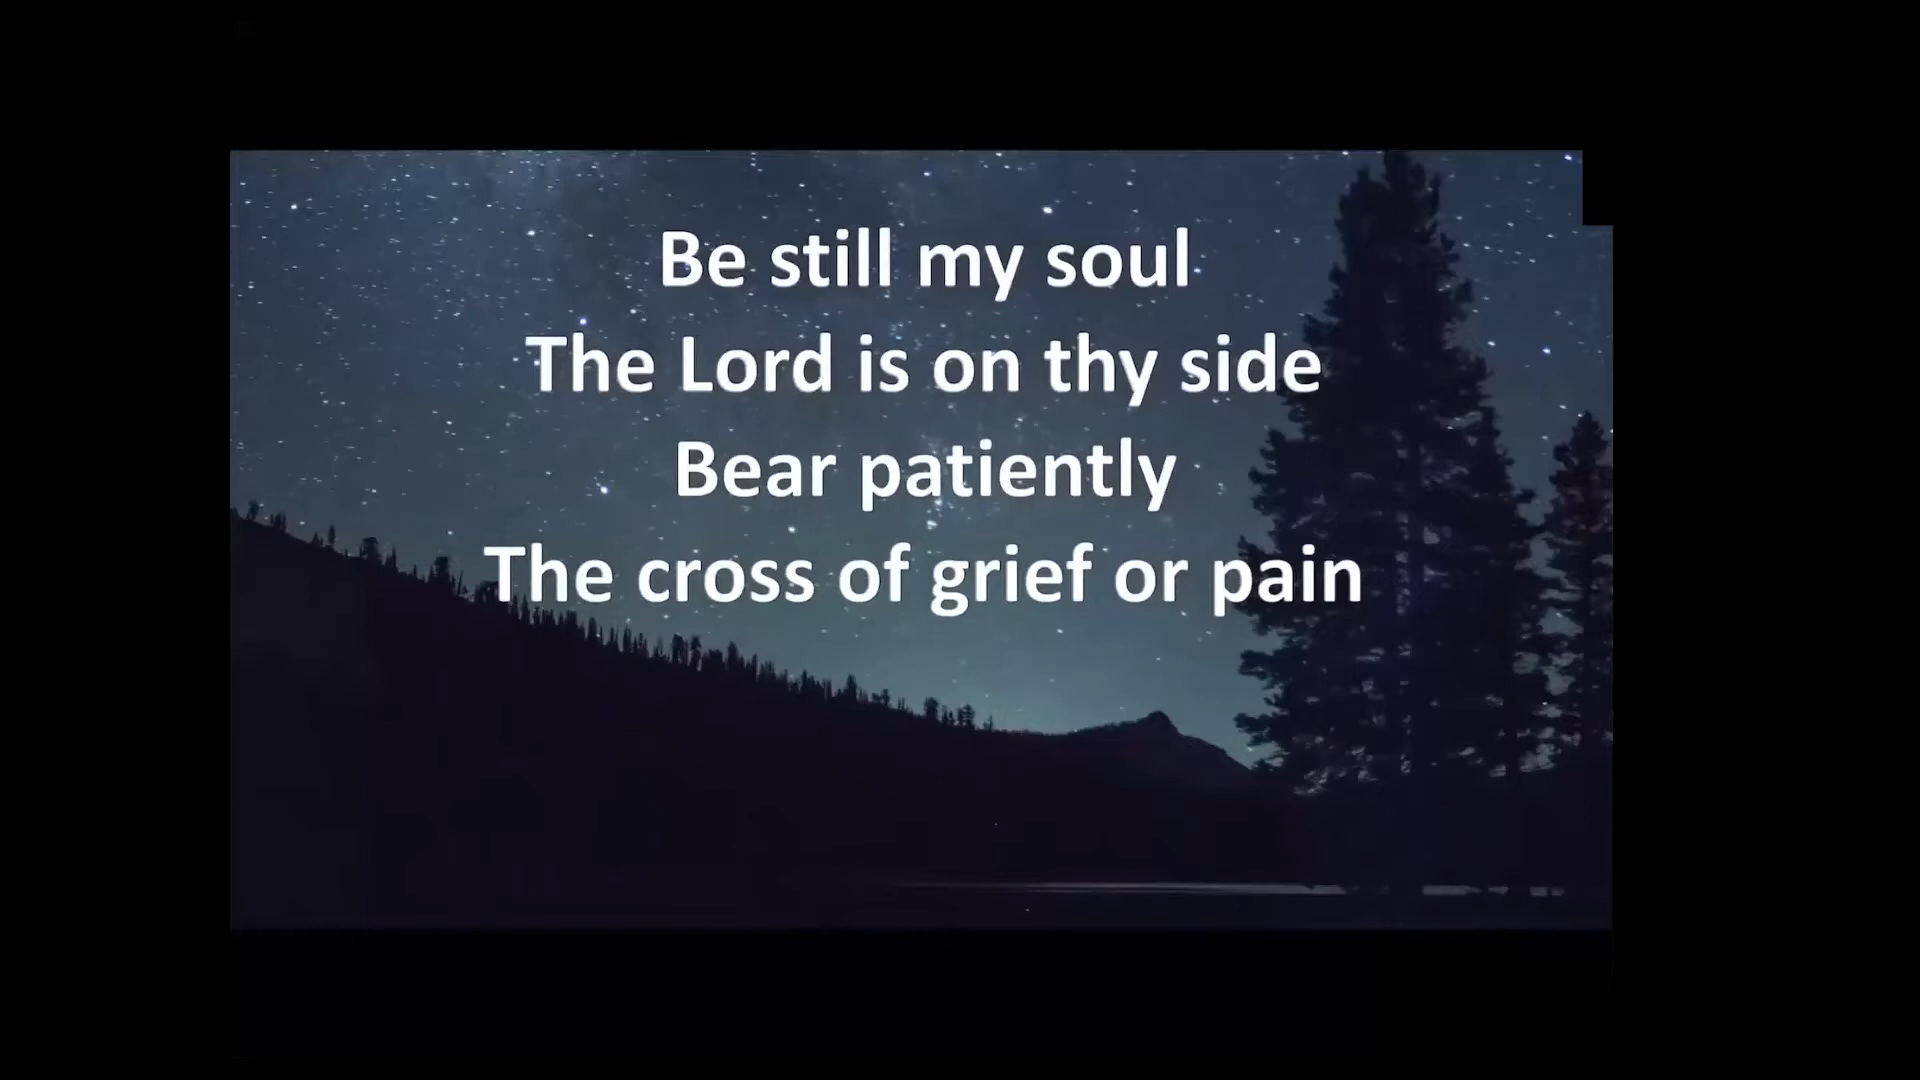 Be still my soul
The Lord is on thy side
Bear patiently
The cross of grief or pain